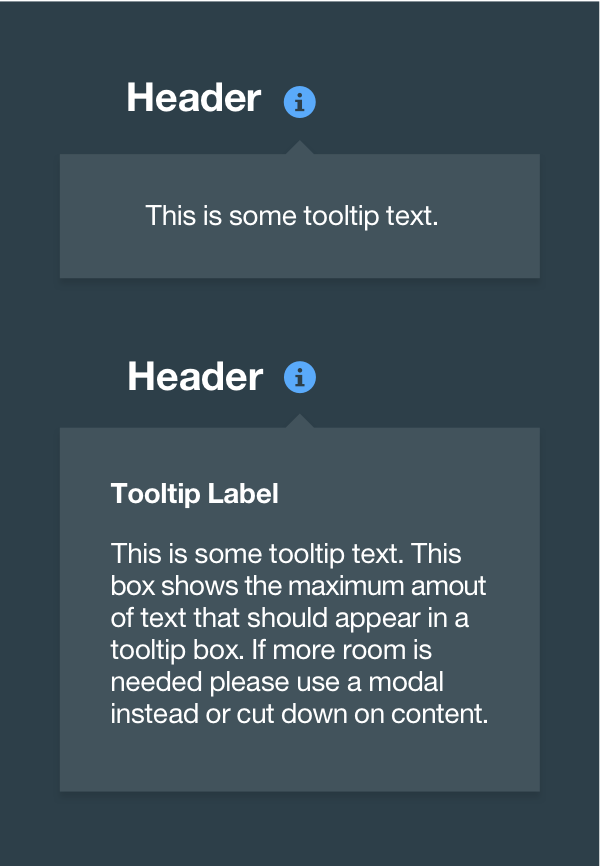 Header
This is some tooltip text.
Header
Tooltip Label
This is some tooltip text. This
box shows the maximum amout
of text that should appear in a
tooltip box. If more room is
needed please use a modal
instead or cut down on content.